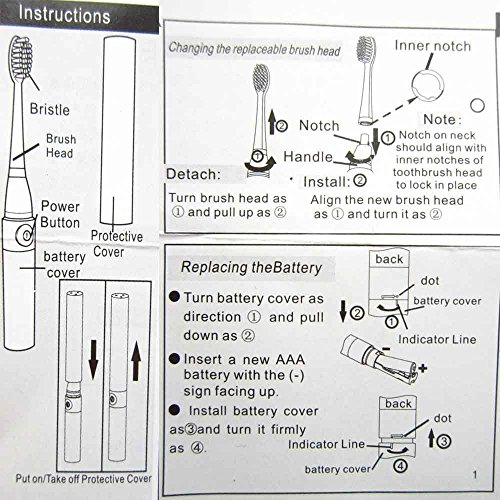 Instructions
Bristle
Brush
Head
Power
Button
battery
cover
Protective
Cover
Put on/Take off Protective Cover
Changing the replaceable brush head
Inner notch
②
①
Notch
Handle
Detach:
Turn brush head as
① and pull up as ②
①
②
Install:
Align the new brush head
as ① and turn it as ②
Note:
Notch on neck
should align with
inner notches of
toothbrush head
to lock in place
Replacing theBattery
Turn battery cover as
direction ① and pull
down as ②
Insert a new AAA
battery with the (-)
sign facing up.
Install battery cover
as③and turn it firmly
as ④.
back
dot
battery cover
②
①
Indicator Line
-
+
back
dot
Indicator Line
③
battery cover
④
1